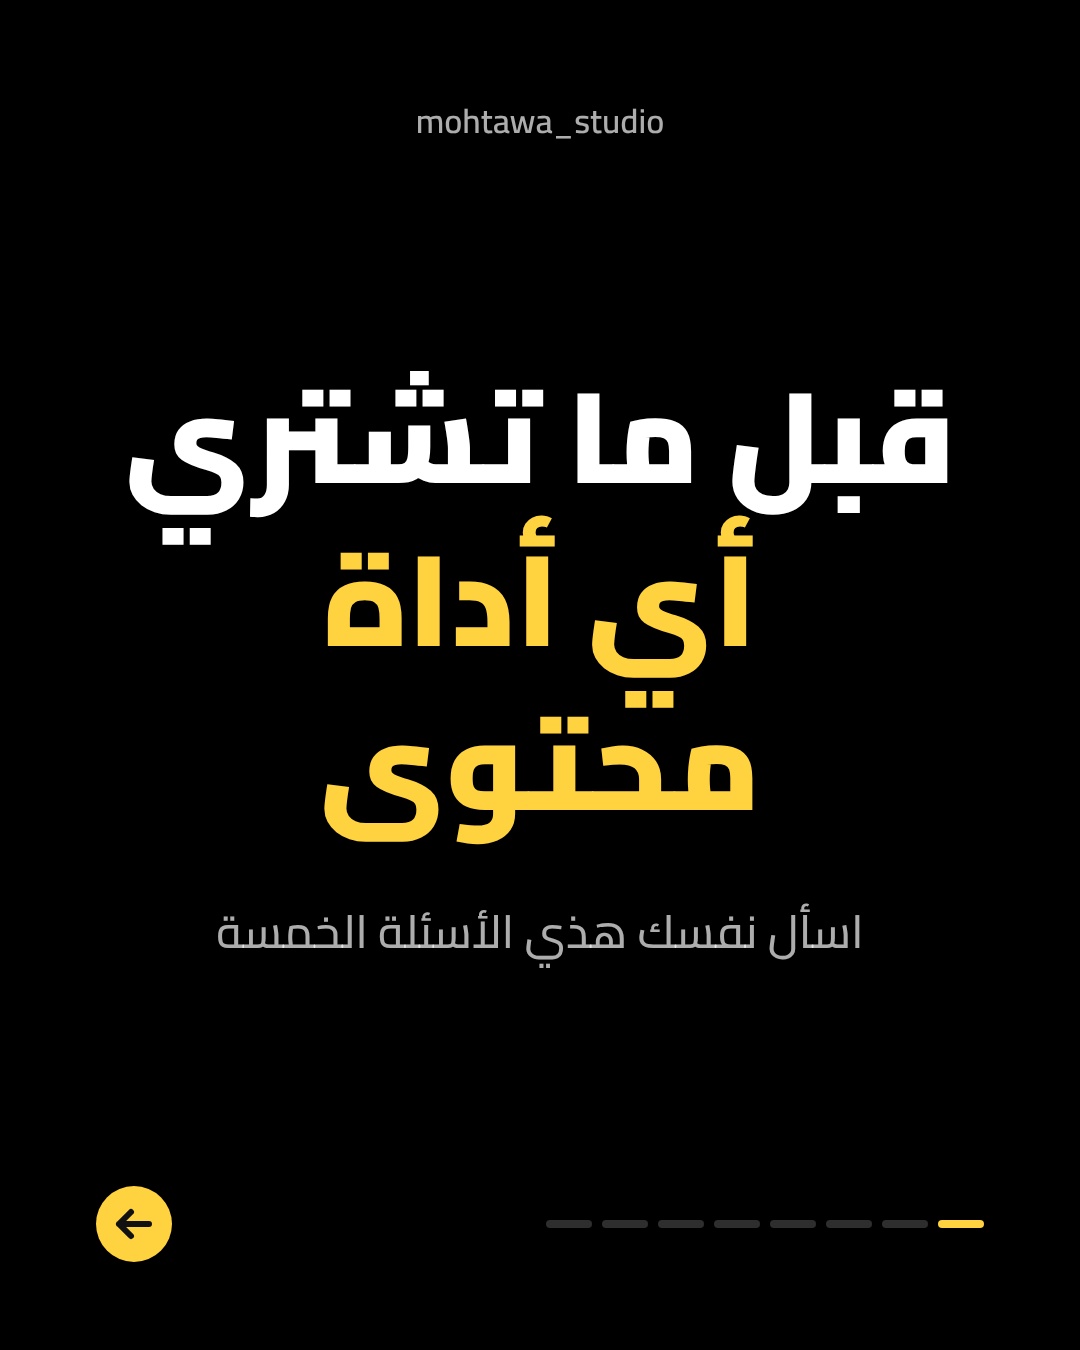 mohtawa_studio
قبل ما تشتري
أي أداة
محتوى
اسأل نفسك هذي الأسئلة الخمسة